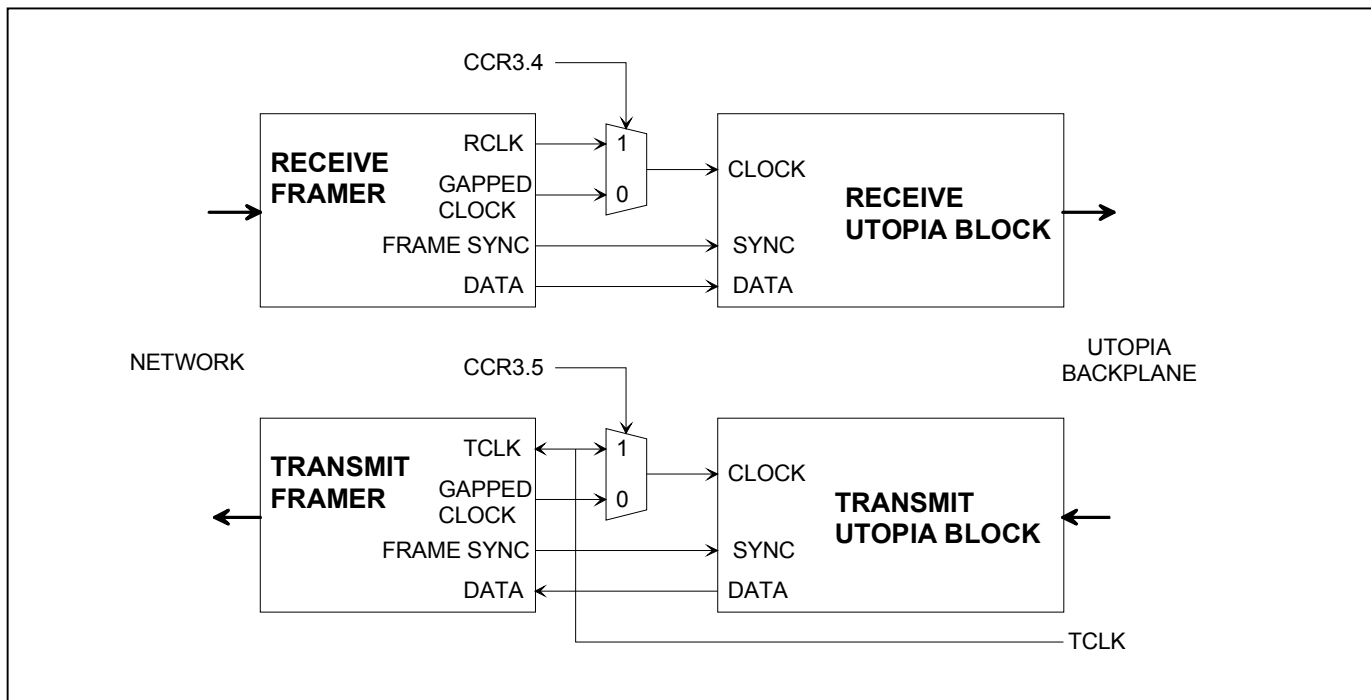 CCR3.4
RECEIVE
FRAMER
RCLK
GAPPED
CLOCK
FRAME SYNC
DATA
1
0
CLOCK
SYNC
DATA
RECEIVE
UTOPIA BLOCK
NETWORK
UTOPIA
BACKPLANE
CCR3.5
TRANSMIT
FRAMER
TCLK
GAPPED
CLOCK
FRAME SYNC
DATA
1
0
CLOCK
SYNC
DATA
TRANSMIT
UTOPIA BLOCK
TCLK